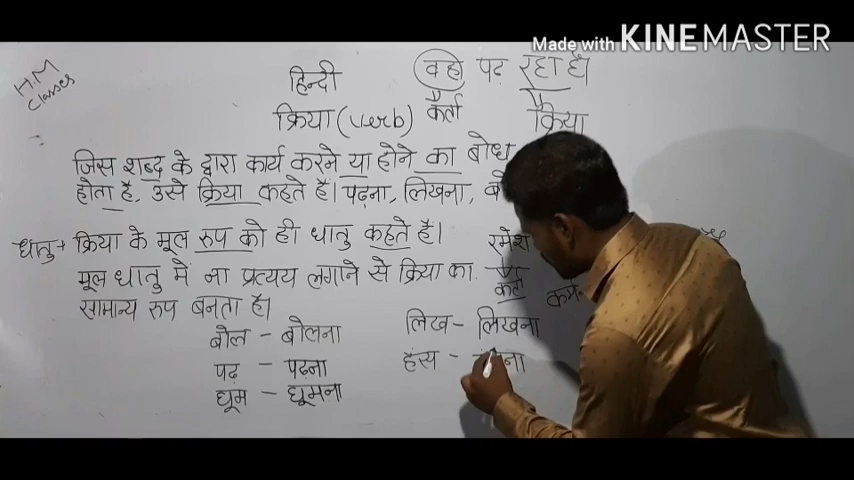 Made with KINEMASTER
HM
Classes
हिन्दी
वहो पढ़ रहा है।
क्रिया (verb)
कर्ता
क्रिया
जिस शब्द के द्वारा कार्य करने या होने का बोध
होता है, उसे क्रिया कहते हैं। पढ़ना, लिखना,
धातु→ क्रिया के मूल रूप को ही धातु कहते हैं।
रमेश
मूल धातु में ना प्रत्यय लगाने से क्रिया का
कर्ता
सामान्य रूप बनता है।
बोल - बोलना
लिख - लिखना
पढ़ - पढना
हंस -
घूम - घूमना